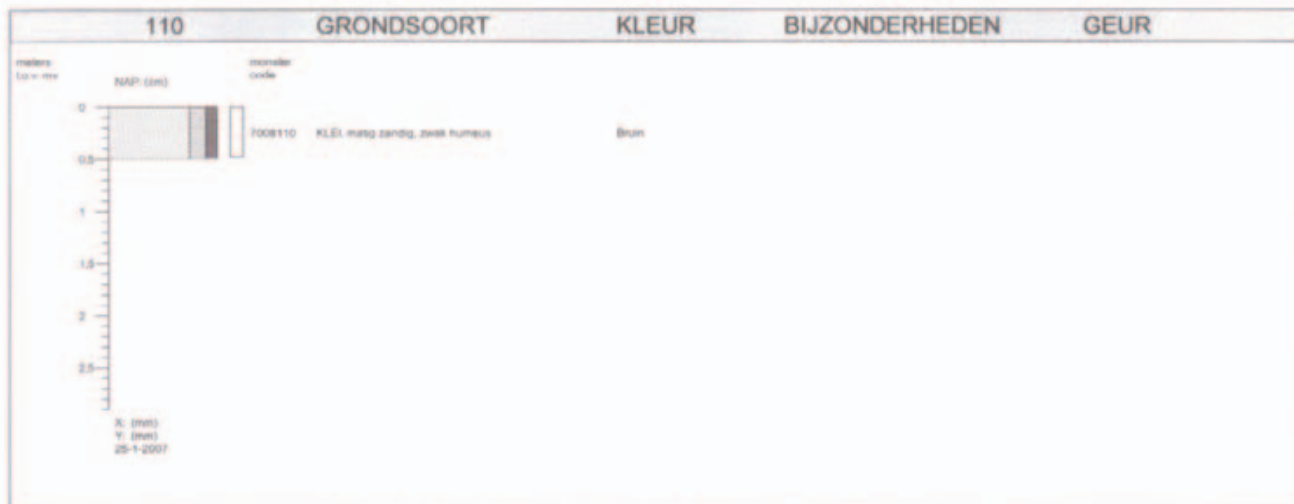 110 GRONDSOORT KLEUR BIJZONDERHEDEN GEUR
meters monster
t.o.v. mv code
NAP: (cm)
0
7008110 KLEI, matig zandig, zwak humeus Bruin
0,5
1
1,5
2
2,5
X: (mm)
Y: (mm)
25-1-2007